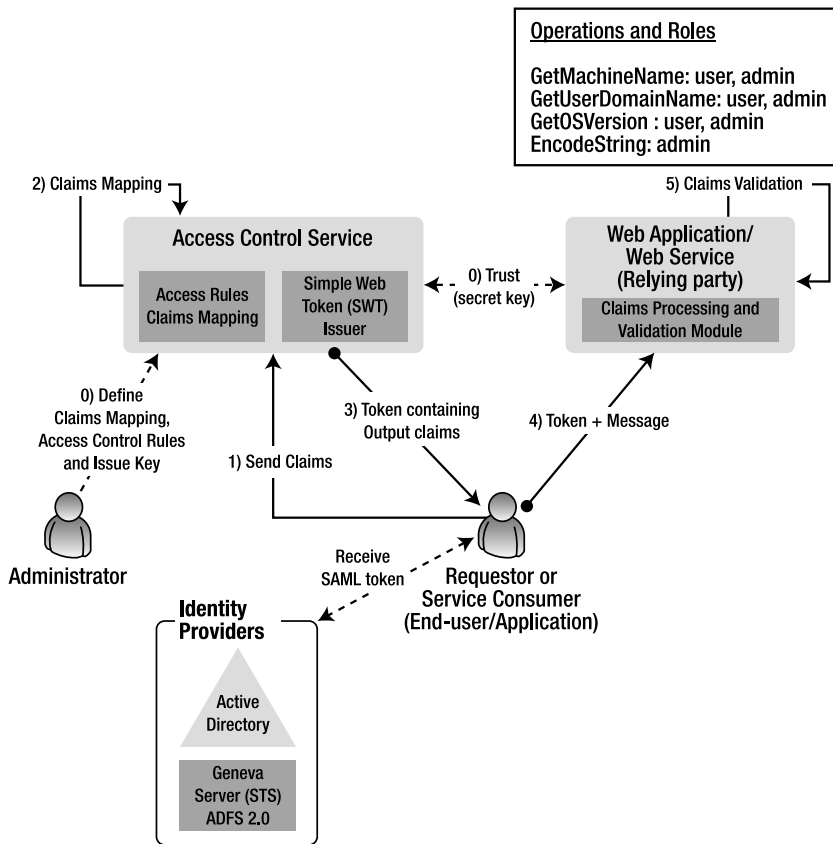 Operations and Roles
GetMachineName: user, admin
GetUserDomainName: user, admin
GetOSVersion : user, admin
EncodeString: admin
2) Claims Mapping
5) Claims Validation
Access Control Service
Access Rules
Claims Mapping
Simple Web
Token (SWT)
Issuer
0) Trust
(secret key)
Web Application/
Web Service
(Relying party)
Claims Processing and
Validation Module
0) Define
Claims Mapping,
Access Control Rules
and Issue Key
1) Send Claims
3) Token containing
Output claims
4) Token + Message
Administrator
Receive
SAML token
Requestor or
Service Consumer
(End-user/Application)
Identity
Providers
Active
Directory
Geneva
Server (STS)
ADFS 2.0